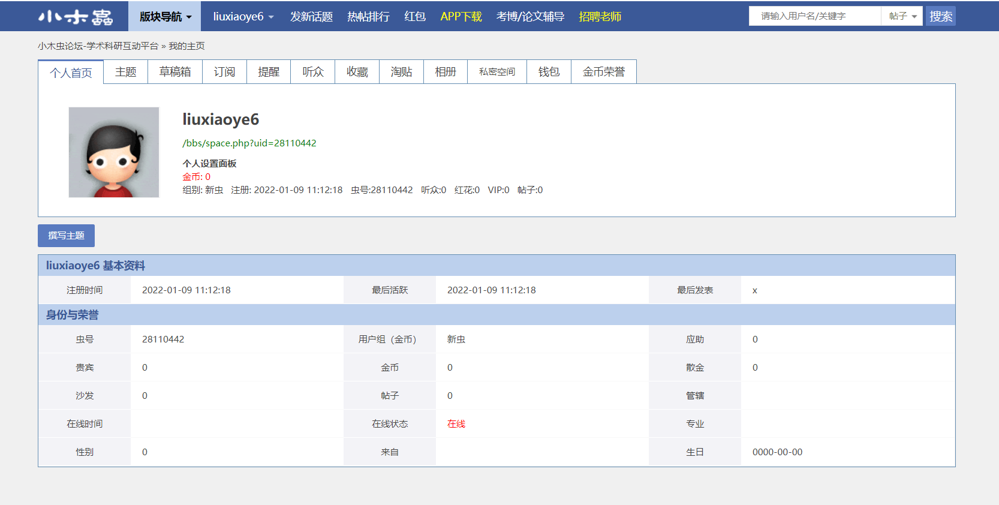 小木蟲 版块导航 liuxiaoye6 发新话题 热帖排行 红包 APP下载 考博/论文辅导 招聘老师 请输入用户名/关键字 帖子 搜索
小木虫论坛-学术科研互动平台 » 我的主页
个人首页 主题 草稿箱 订阅 提醒 听众 收藏 淘贴 相册 私密空间 钱包 金币荣誉
liuxiaoye6
/bbs/space.php?uid=28110442
个人设置面板
金币: 0
组别: 新虫 注册: 2022-01-09 11:12:18 虫号:28110442 听众:0 红花:0 VIP:0 帖子:0
撰写主题
liuxiaoye6 基本资料
注册时间 2022-01-09 11:12:18 最后活跃 2022-01-09 11:12:18 最后发表 x
身份与荣誉
虫号 28110442 用户组（金币） 新虫 应助 0
贵宾 0 金币 0 散金 0
沙发 0 帖子 0 管辖
在线时间 在线状态 在线 专业
性别 0 来自 生日 0000-00-00